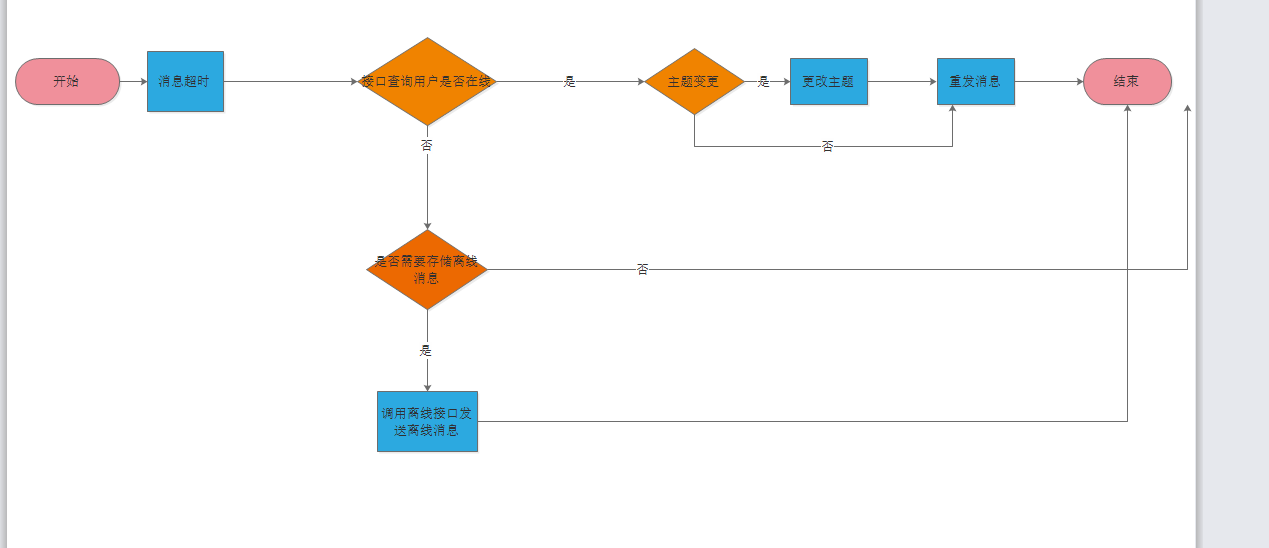 开始
消息超时
接口查询用户是否在线
是
主题变更
是
更改主题
重发消息
结束
否
否
是否需要存储离线
消息
否
是
调用离线接口发
送离线消息